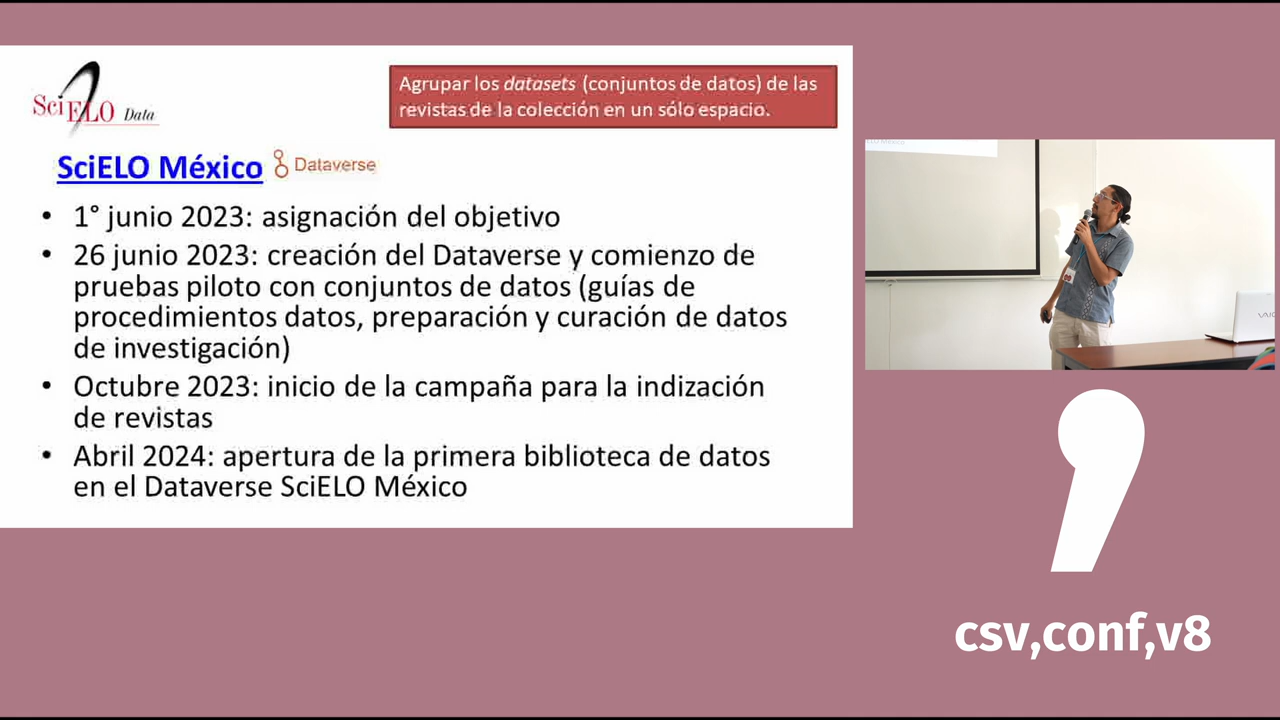 SciELO Data
Agrupar los datasets (conjuntos de datos) de las
revistas de la colección en un sólo espacio.
SciELO México
Dataverse
• 1° junio 2023: asignación del objetivo
• 26 junio 2023: creación del Dataverse y comienzo de
pruebas piloto con conjuntos de datos (guías de
procedimientos datos, preparación y curación de datos
de investigación)
• Octubre 2023: inicio de la campaña para la indización
de revistas
• Abril 2024: apertura de la primera biblioteca de datos
en el Dataverse SciELO México
VAIO
csv,conf,v8